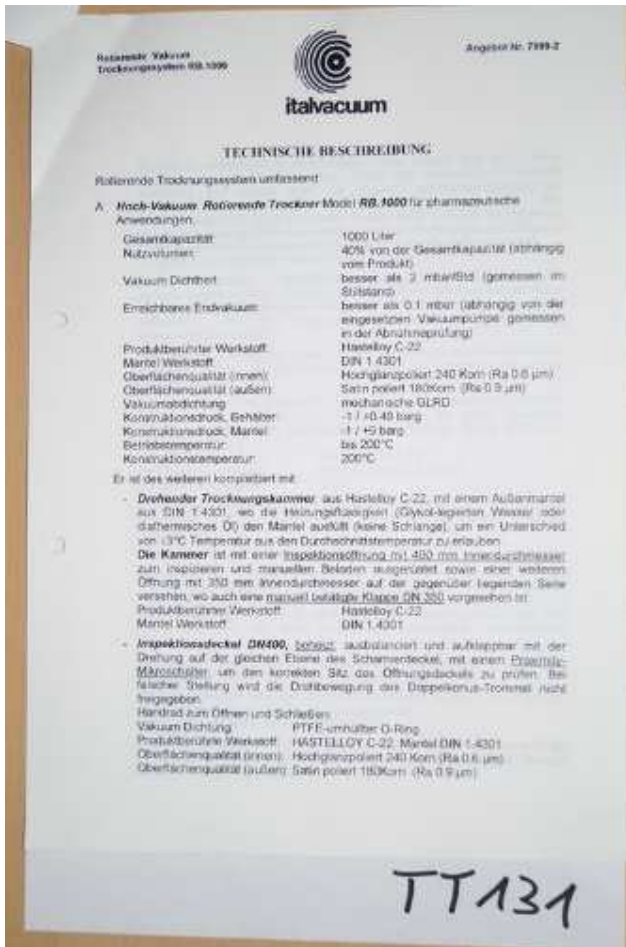 Rotierende Vakuum
Trocknungssystem RB.1000
Angebot Nr. 7999-2
italvacuum
TECHNISCHE BESCHREIBUNG
Rotierende Trocknungssystem umfassend
A Hoch-Vakuum Rotierende Trockner Model RB.1000 für pharmazeutische
Anwendungen:
Gesamtkapazität: 1000 Liter
Nutzvolumen: 40% von der Gesamtkapazität (abhängig
vom Produkt)
Vakuum Dichtheit: besser als 2 mbar/Std (gemessen im
Stillstand)
Erreichbares Endvakuum: besser als 0.1 mbar (abhängig von der
eingesetzten Vakuumpumpe gemessen
in der Abnahmeprüfung)
Produktberührter Werkstoff: Hastelloy C-22
Mantel Werkstoff: DIN 1.4301
Oberflächenqualität (innen): Hochglanzpoliert 240 Korn (Ra 0.6 µm)
Oberflächenqualität (außen): Satin poliert 180Korn (Ra 0.9 µm)
Vakuumabdichtung: mechanische GLRD
Konstruktionsdruck, Behälter: -1 / +0.49 barg
Konstruktionsdruck, Mantel: -1 / +5 barg
Betriebstemperatur: bis 200°C
Konstruktionstemperatur: 200°C
Er ist des weiteren komplettiert mit:
- Drehender Trocknungskammer, aus Hastelloy C-22, mit einem Außenmantel
aus DIN 1.4301, wo die Heizungsflüssigkeit (Glykol-legierten Wasser oder
diathermisches Öl) den Mantel ausfüllt (keine Schlange), um ein Unterschied
von ±3°C Temperatur aus den Durchschnittstemperatur zu erlauben.
Die Kammer ist mit einer Inspektionsöffnung mit 400 mm Innendurchmesser
zum inspizieren und manuellen Beladen ausgerüstet sowie einer weiteren
Öffnung mit 350 mm Innendurchmesser auf der gegenüber liegenden Seite
versehen, wo auch eine manuell betätigte Klappe DN 350 vorgesehen ist.
Produktberührter Werkstoff: Hastelloy C-22
Mantel Werkstoff: DIN 1.4301
- Inspektionsdeckel DN400, beheizt, ausbalanciert und aufklappbar mit der
Drehung auf der gleichen Ebene des Scharnierdeckel, mit einem Proximity-
Mikroschalter, um den korrekten Sitz des Öffnungsdeckels zu prüfen. Bei
falscher Stellung wird die Drehbewegung des Doppelkonus-Trommel nicht
freigegeben.
Handrad zum Öffnen und Schließen.
Vakuum Dichtung: PTFE-umhüllter O-Ring
Produktberührte Werkstoff: HASTELLOY C-22, Mantel DIN 1.4301
Oberflächenqualität (innen): Hochglanzpoliert 240 Korn (Ra 0.6 µm)
Oberflächenqualität (außen): Satin poliert 180Korn (Ra 0.9 µm)
TT131